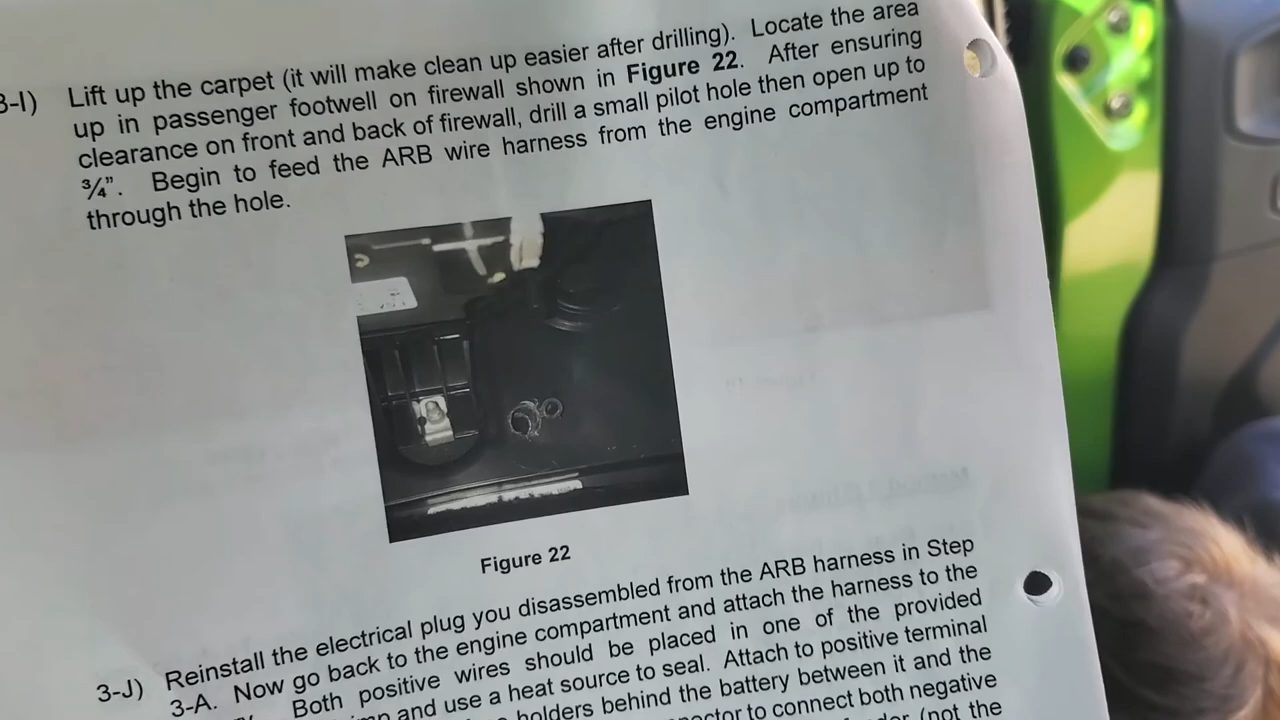 3-I) Lift up the carpet (it will make clean up easier after drilling). Locate the area
up in passenger footwell on firewall shown in Figure 22. After ensuring
clearance on front and back of firewall, drill a small pilot hole then open up to
¾". Begin to feed the ARB wire harness from the engine compartment
through the hole.
Figure 22
3-J) Reinstall the electrical plug you disassembled from the ARB harness in Step
3-A. Now go back to the engine compartment and attach the harness to the
Both positive wires should be placed in one of the provided
and use a heat source to seal. Attach to positive terminal
holders behind the battery between it and the
to connect both negative
(not the